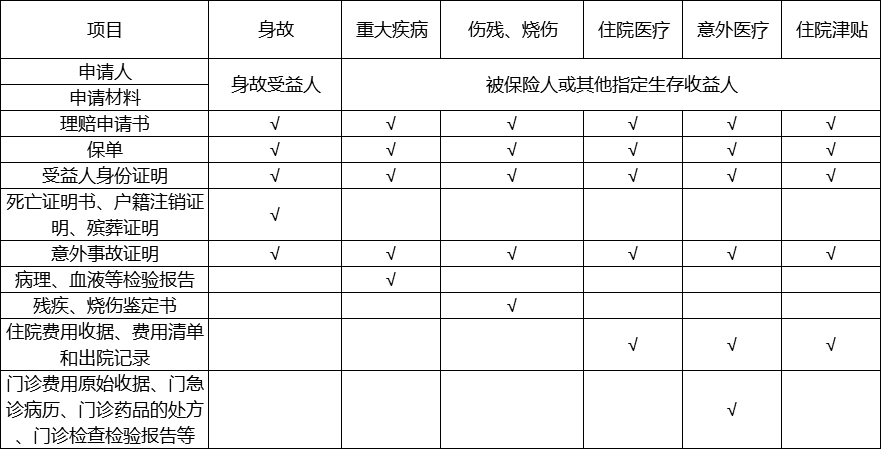 项目 身故 重大疾病 伤残、烧伤 住院医疗 意外医疗 住院津贴
申请人
申请材料
身故受益人 被保险人或其他指定生存收益人
理赔申请书 √ √ √ √ √ √
保单 √ √ √ √ √ √
受益人身份证明 √ √ √ √ √ √
死亡证明书、户籍注销证
明、殡葬证明 √
意外事故证明 √ √ √ √ √ √
病理、血液等检验报告 √
残疾、烧伤鉴定书 √
住院费用收据、费用清单
和出院记录 √ √ √
门诊费用原始收据、门急
诊病历、门诊药品的处方 √
、门诊检查检验报告等